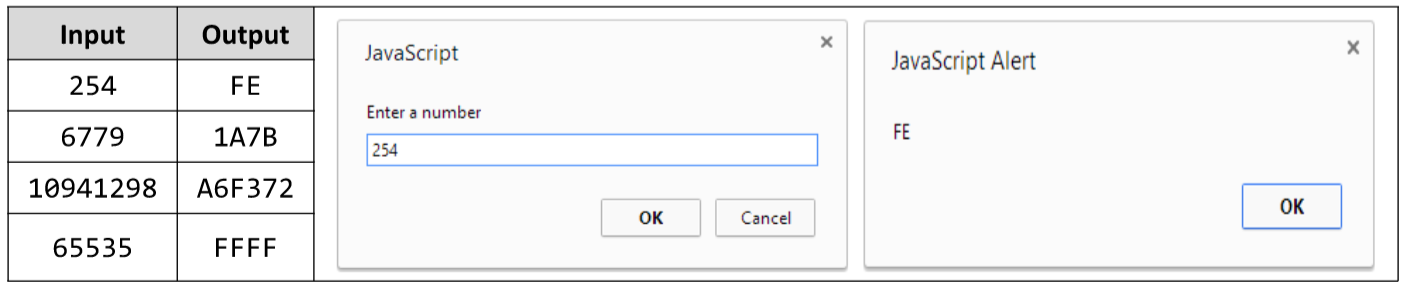 Input Output
254 FE
6779 1A7B
10941298 A6F372
65535 FFFF
JavaScript ×
Enter a number
254
OK Cancel
JavaScript Alert ×
FE
OK